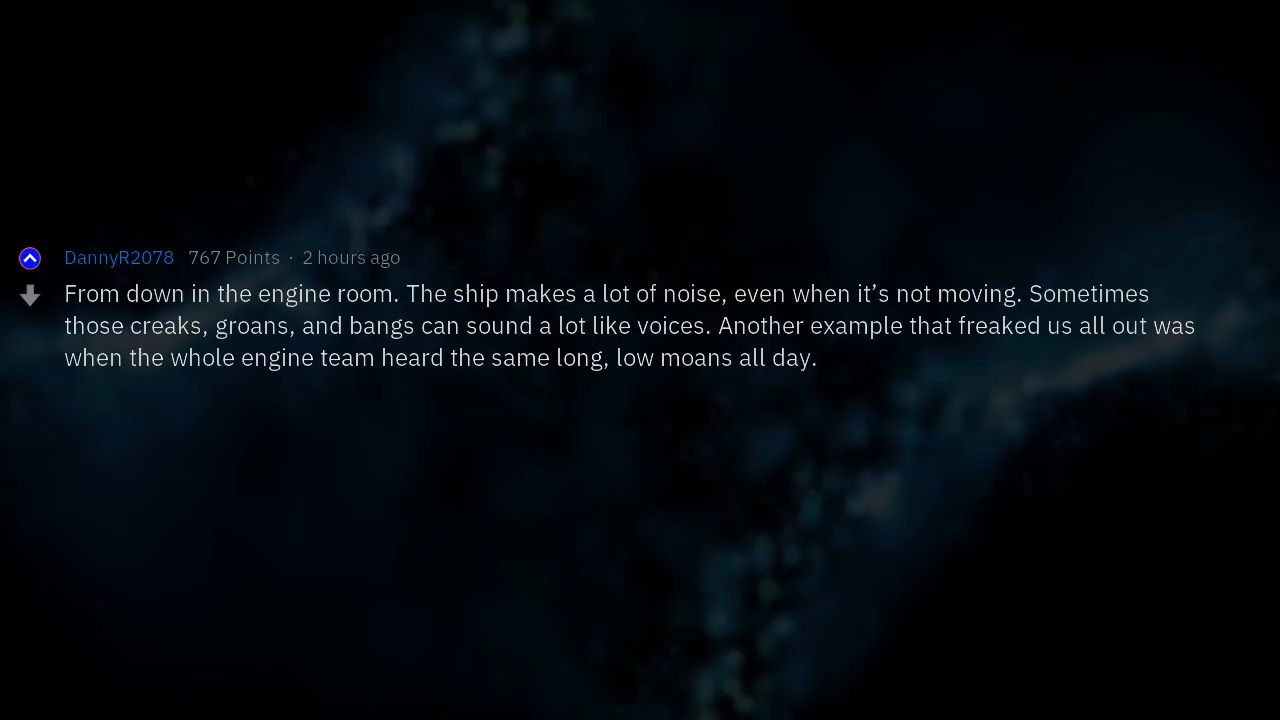 DannyR2078 767 Points · 2 hours ago
From down in the engine room. The ship makes a lot of noise, even when it’s not moving. Sometimes
those creaks, groans, and bangs can sound a lot like voices. Another example that freaked us all out was
when the whole engine team heard the same long, low moans all day.